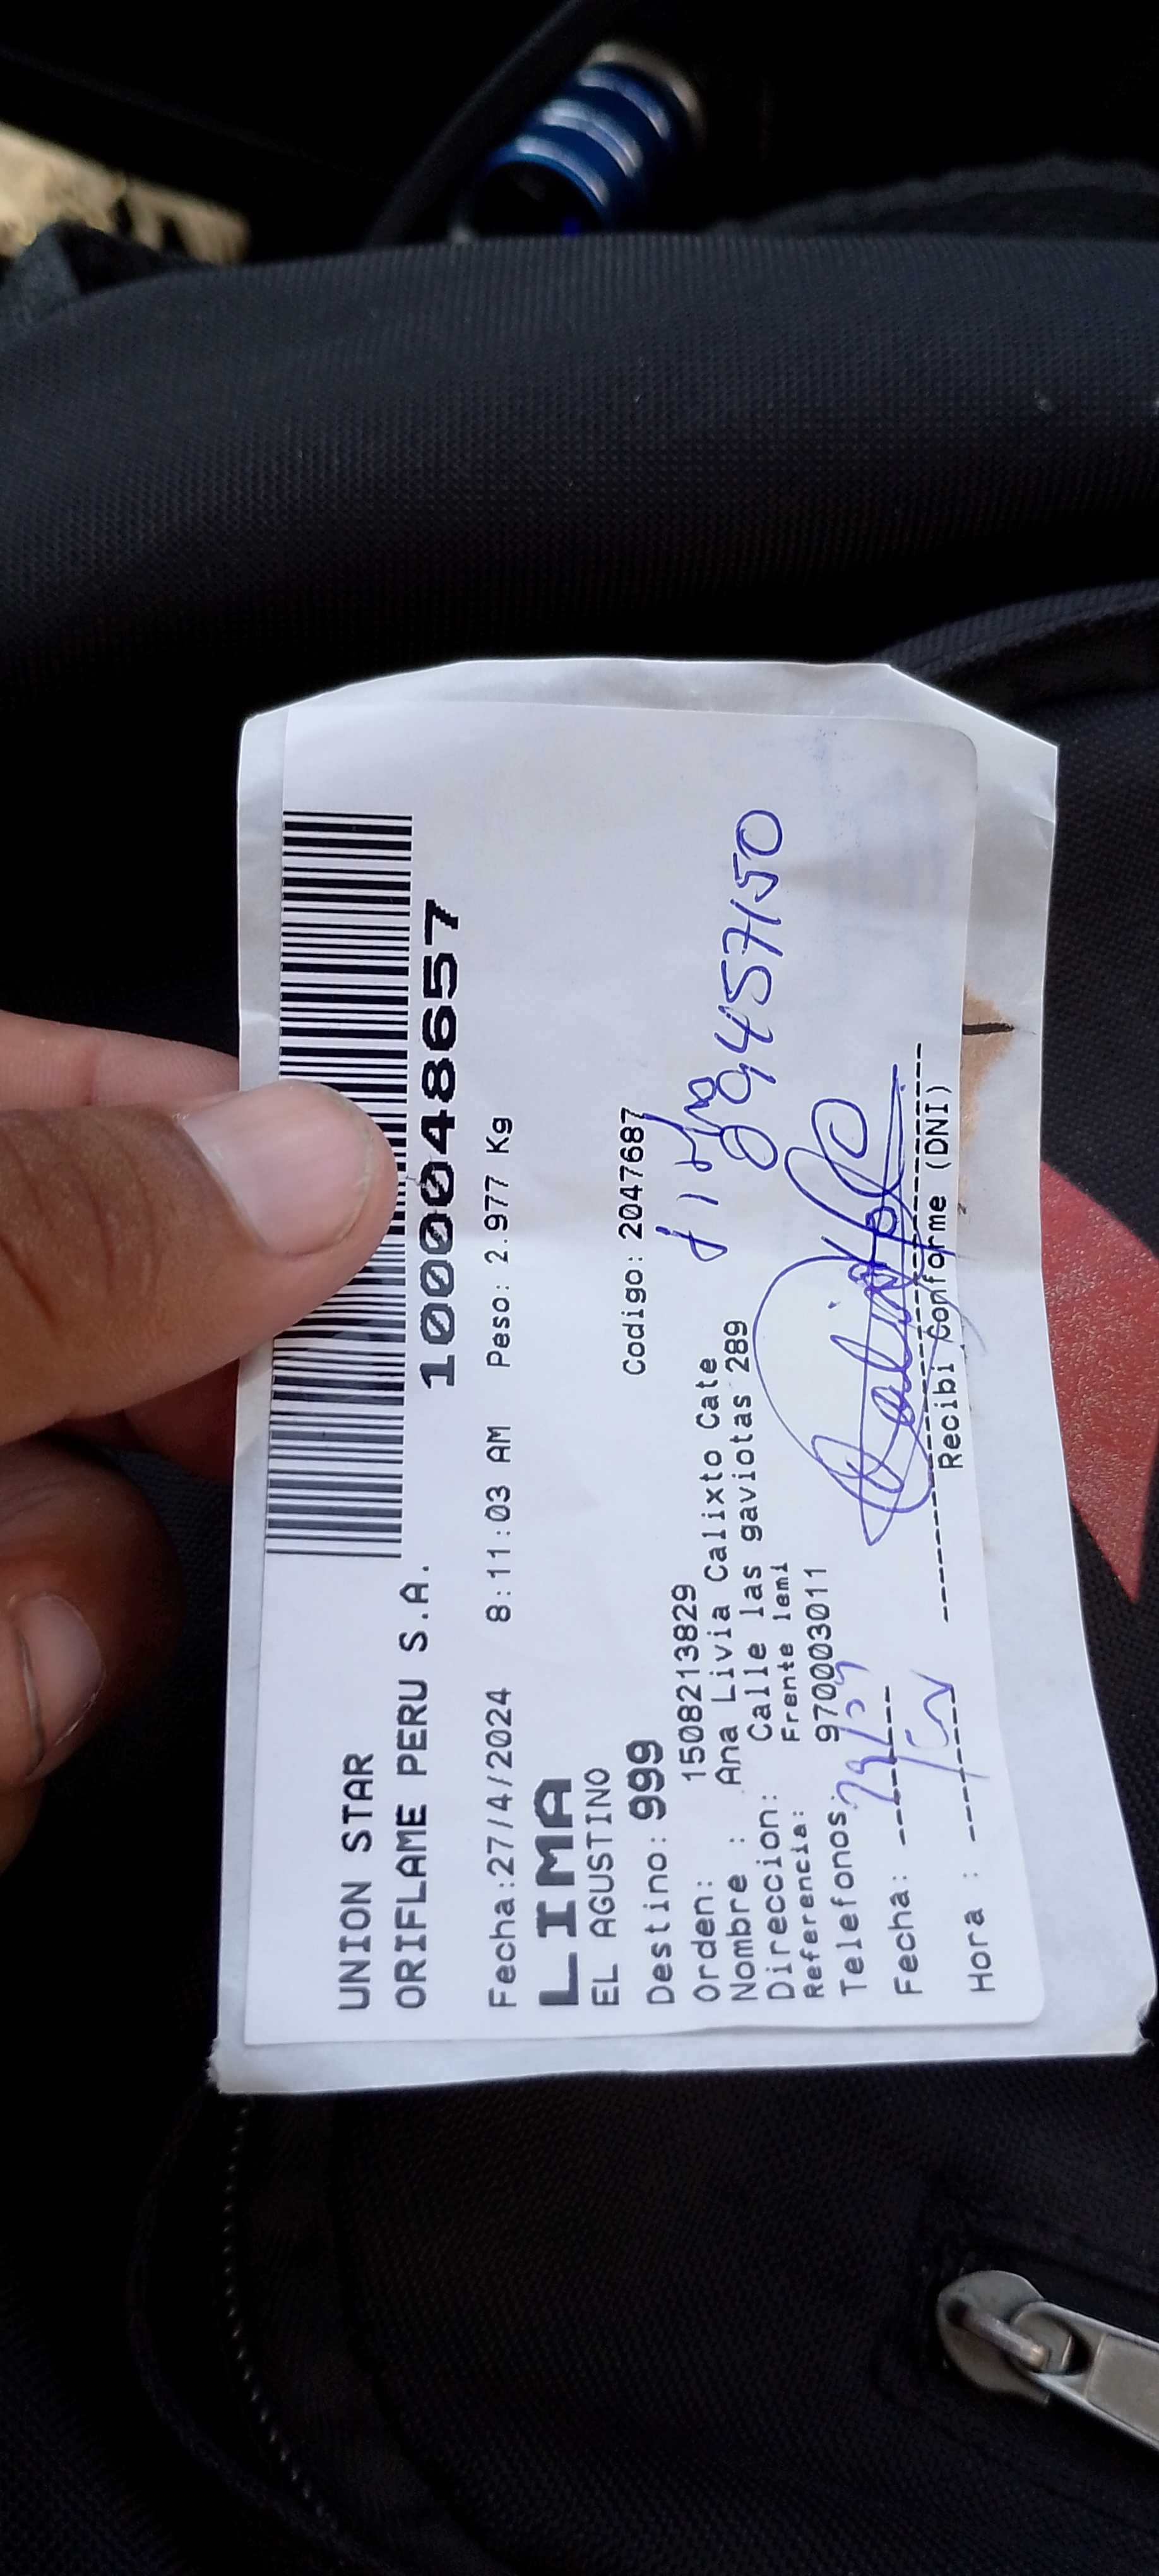 1000048657
UNION STAR
ORIFLAME PERU S.A.
Fecha:27/4/2024 8:11:03 AM Peso: 2.977 Kg
LIMA
EL AGUSTINO
Destino: 999 Codigo: 2047687
Orden: 1508213829
Nombre : Ana Livia Calixto Cate
Direccion: Calle las gaviotas 289
Referencia: Frente iemi
Telefonos: 970003011
Fecha:
Hora :
Recibi Conforme (DNI)